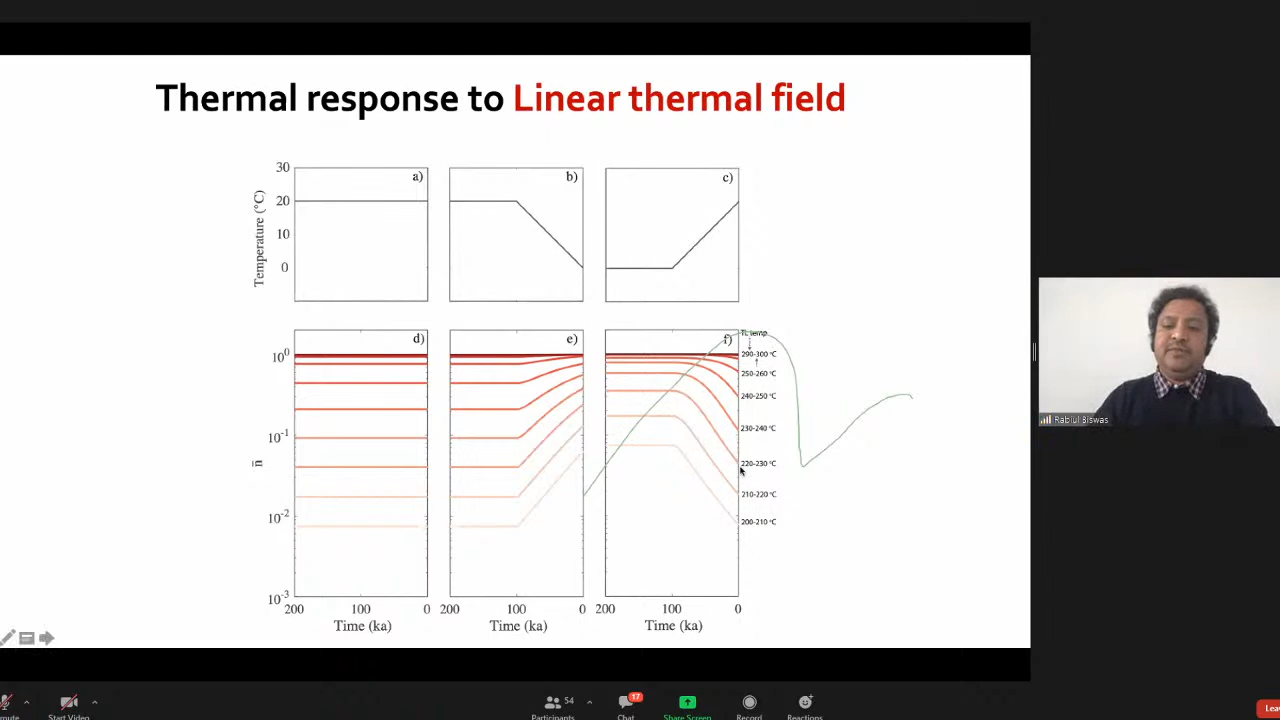 Thermal response to Linear thermal field
Temperature (°C)
30
20
10
0
a)
b)
c)
n̄
10⁰
10⁻¹
10⁻²
10⁻³
d)
e)
f)
TL temp
290-300 °C
250-260 °C
240-250 °C
230-240 °C
220-230 °C
210-220 °C
200-210 °C
200 100 0
200 100 0
200 100 0
Time (ka)
Time (ka)
Time (ka)
Rabiul Biswas
54
17
Start Video
Participants
Chat
Share Screen
Record
Reactions